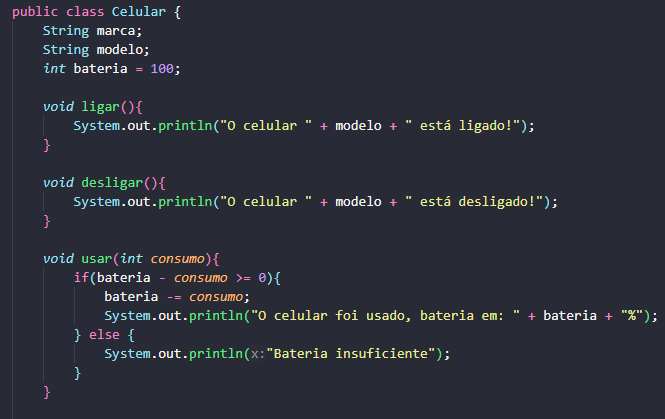 public class Celular {
    String marca;
    String modelo;
    int bateria = 100;

    void ligar(){
        System.out.println("O celular " + modelo + " está ligado!");
    }

    void desligar(){
        System.out.println("O celular " + modelo + " está desligado!");
    }

    void usar(int consumo){
        if(bateria - consumo >= 0){
            bateria -= consumo;
            System.out.println("O celular foi usado, bateria em: " + bateria + "%");
        } else {
            System.out.println(x:"Bateria insuficiente");
        }
    }